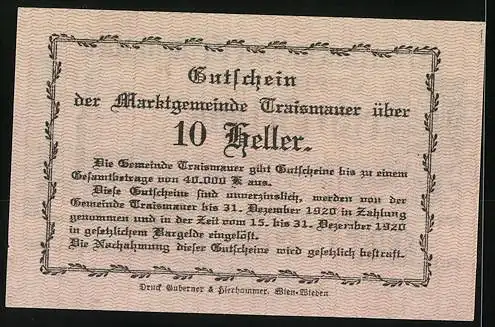 Gutschein
der Marktgemeinde Traismauer über
10 Heller.
Die Gemeinde Traismauer gibt Gutscheine bis zu einem
Gesamtbetrage von 40.000 K aus.
Diese Gutscheine sind unverzinslich, werden von der
Gemeinde Traismauer bis 31. Dezember 1920 in Zahlung
genommen und in der Zeit vom 15. bis 31. Dezember 1920
in gesetzlichem Bargelde eingelöst.
Die Nachahmung dieser Gutscheine wird gesetzlich bestraft.
Druck Guberner & Hierhammer, Wien-Wieden